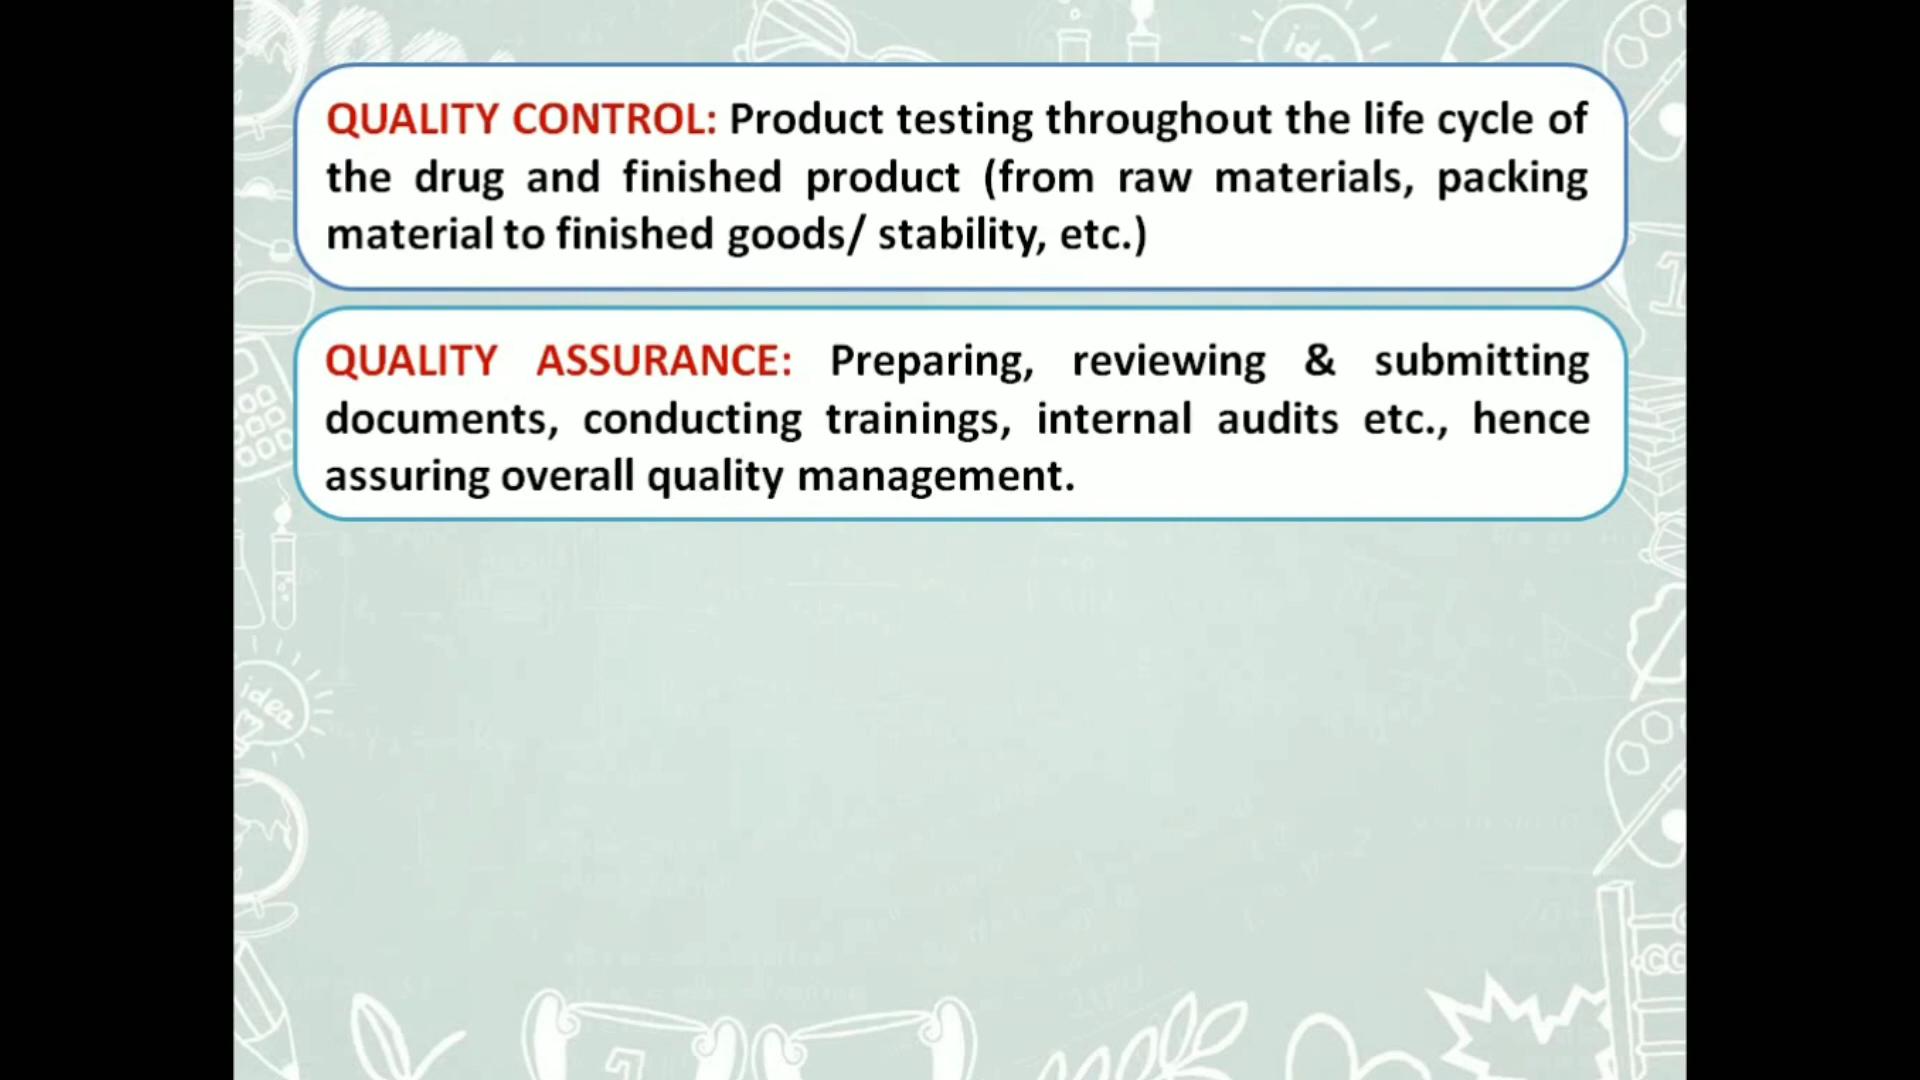 QUALITY CONTROL: Product testing throughout the life cycle of
the drug and finished product (from raw materials, packing
material to finished goods/ stability, etc.)
QUALITY ASSURANCE: Preparing, reviewing & submitting
documents, conducting trainings, internal audits etc., hence
assuring overall quality management.
idea